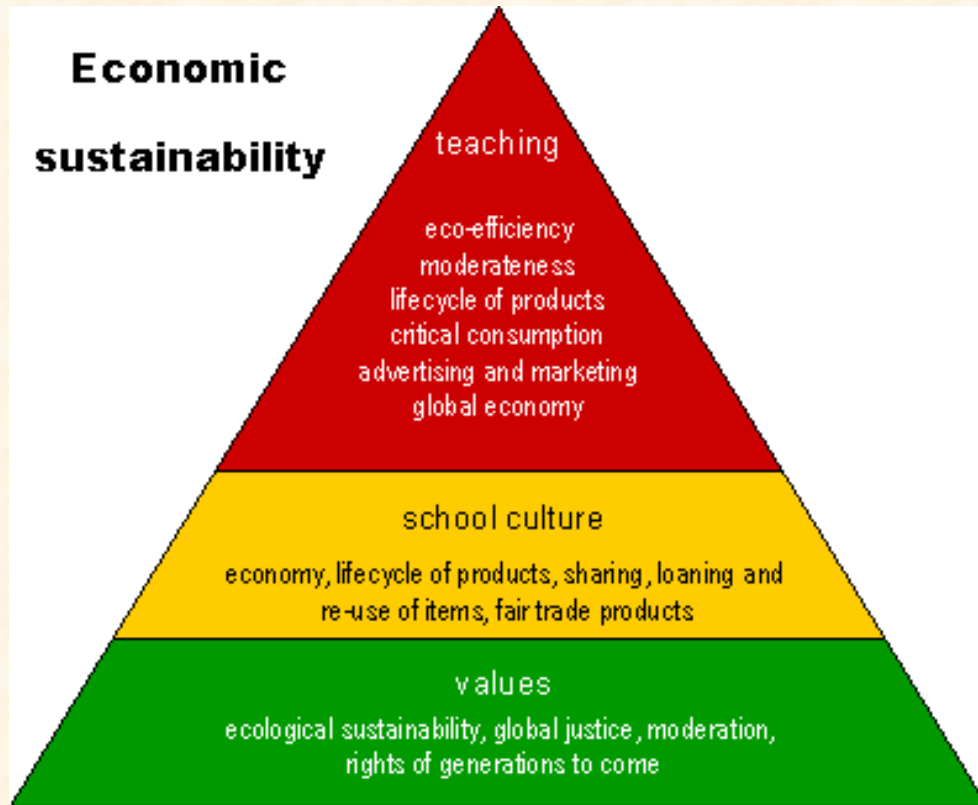 Economic
sustainability
teaching
eco-efficiency
moderateness
lifecycle of products
critical consumption
advertising and marketing
global economy
school culture
economy, lifecycle of products, sharing, loaning and
re-use of items, fair trade products
values
ecological sustainability, global justice, moderation,
rights of generations to come